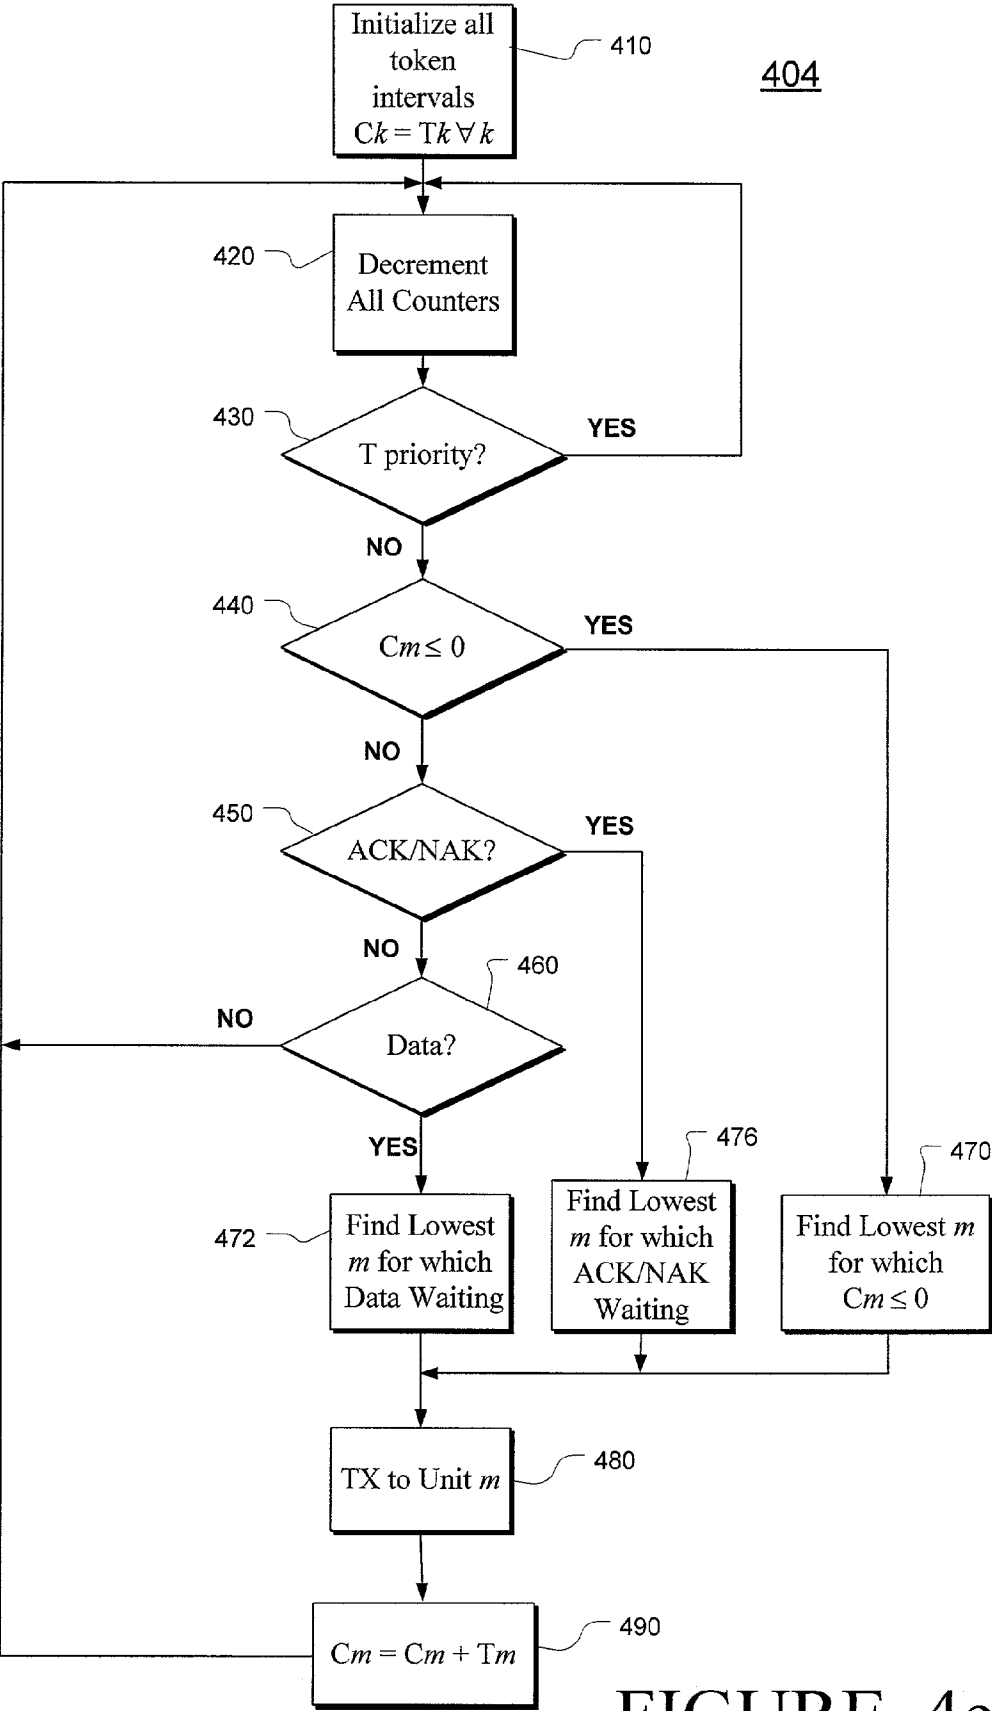 Initialize all
token
intervals
Ck = Tk ∀ k
410
404
420
Decrement
All Counters
430
T priority?
YES
NO
440
Cm ≤ 0
YES
NO
450
ACK/NAK?
YES
NO
460
Data?
NO
YES
472
Find Lowest
m for which
Data Waiting
476
Find Lowest
m for which
ACK/NAK
Waiting
470
Find Lowest m
for which
Cm ≤ 0
TX to Unit m
480
Cm = Cm + Tm
490
FIGURE